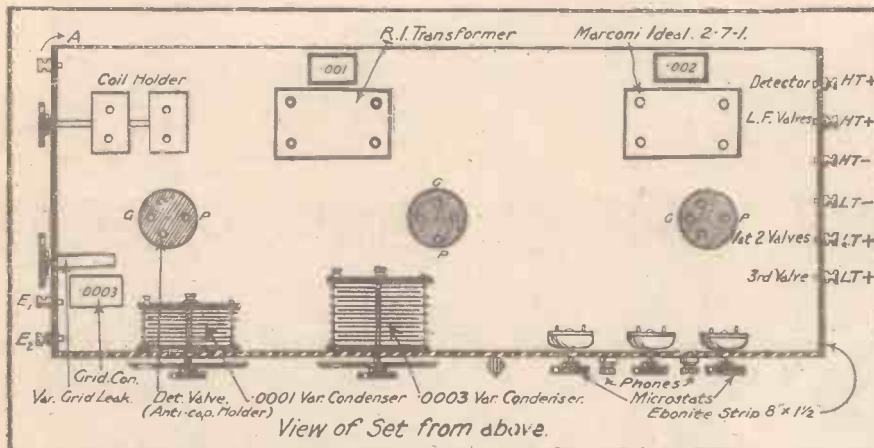 A
R.I. Transformer
Marconi Ideal. 2-7-1.
.001
.002
Coil Holder
Detector HT+
L.F. Valves HT+
HT-
LT-
G P
G
P
G P
1st 2 Valves LT+
3rd Valve LT+
.0003
E1
E2
Grid. Con.
Var. Grid Leak.
Det. Valve.
(Anti-cap. Holder)
.0001 Var. Condenser
.0003 Var. Condenser.
Phones
Microstats
Ebonite Strip 8" x 1½"
View of Set from above.